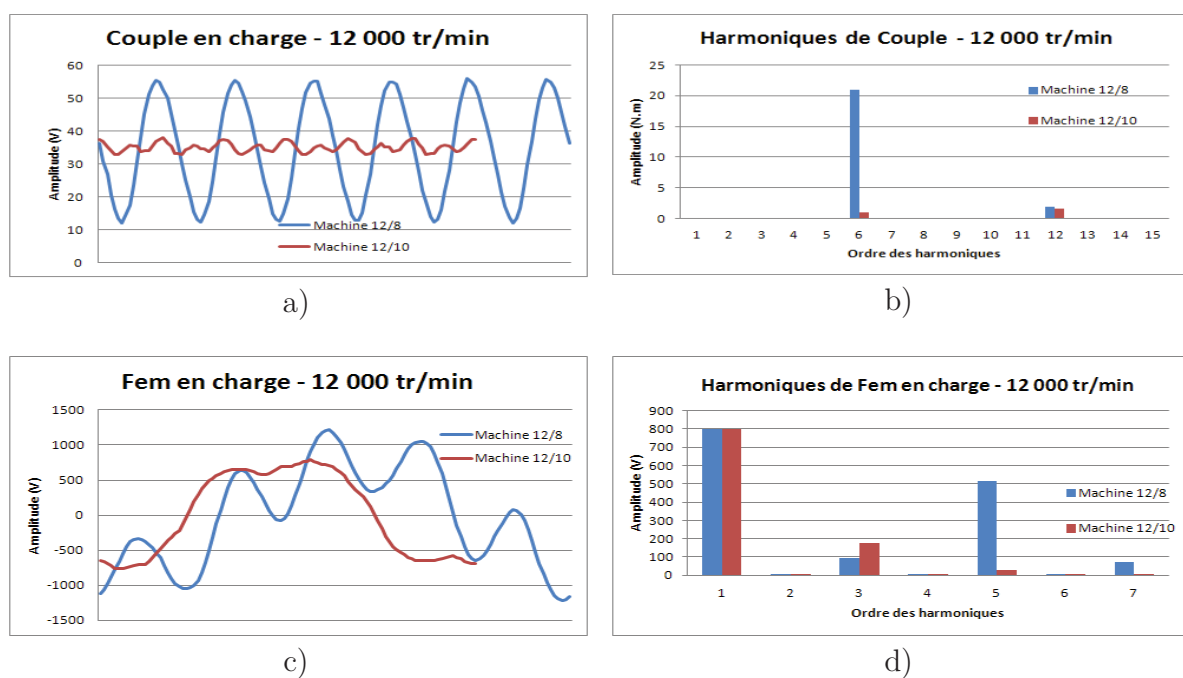 Couple en charge - 12 000 tr/min
Amplitude (V)
60
50
40
30
20
10
0
Machine 12/8
Machine 12/10
a)
Harmoniques de Couple - 12 000 tr/min
Amplitude (N.m)
25
20
15
10
5
0
Machine 12/8
Machine 12/10
1 2 3 4 5 6 7 8 9 10 11 12 13 14 15
Ordre des harmoniques
b)
Fem en charge - 12 000 tr/min
Amplitude (V)
1500
1000
500
0
-500
-1000
-1500
Machine 12/8
Machine 12/10
c)
Harmoniques de Fem en charge - 12 000 tr/min
Amplitude (V)
900
800
700
600
500
400
300
200
100
0
Machine 12/8
Machine 12/10
1 2 3 4 5 6 7
Ordre des harmoniques
d)